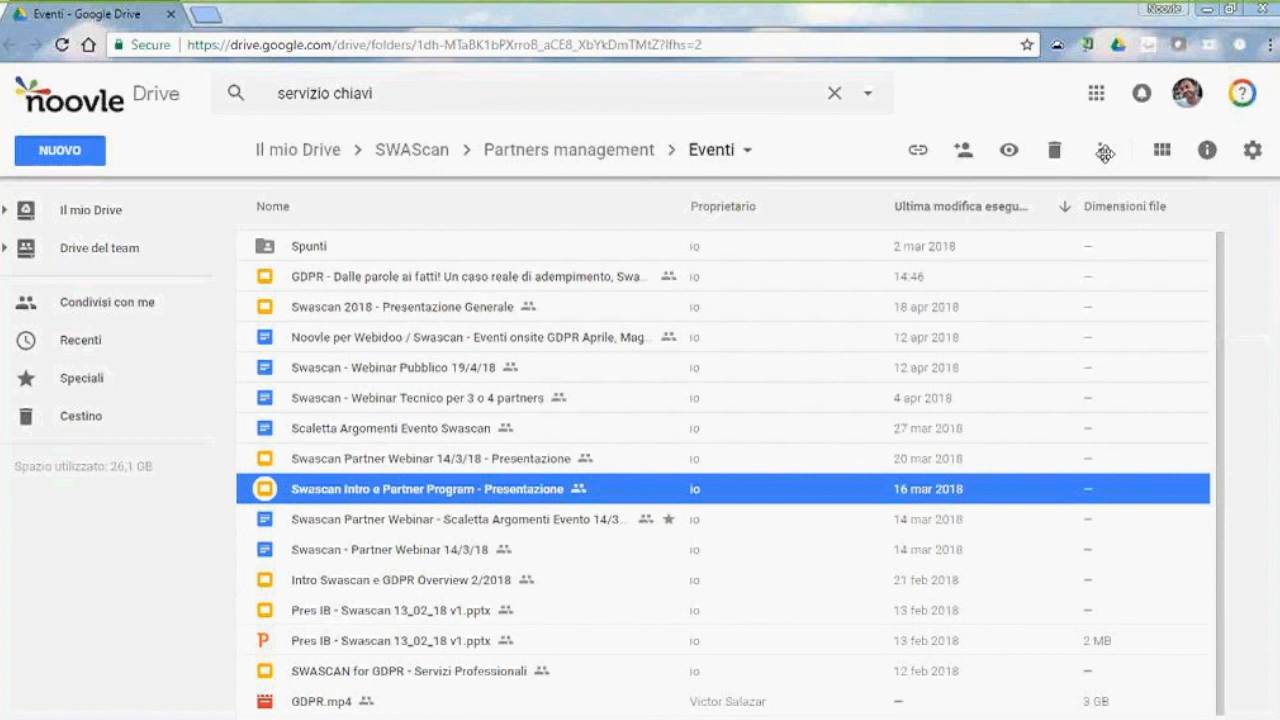 Eventi - Google Drive
Noovle
Secure https://drive.google.com/drive/folders/1dh-MTaBK1bPXrroB_aCE8_XbYkDmTMtZ?lfhs=2
noovle Drive servizio chiavi
NUOVO Il mio Drive > SWAScan > Partners management > Eventi
Nome Proprietario Ultima modifica esegu... Dimensioni file
Il mio Drive
Drive del team
Condivisi con me
Recenti
Speciali
Cestino
Spazio utilizzato: 26,1 GB
Spunti io 2 mar 2018 —
GDPR - Dalle parole ai fatti! Un caso reale di adempimento, Swa... io 14:46 —
Swascan 2018 - Presentazione Generale io 18 apr 2018 —
Noovle per Webidoo / Swascan - Eventi onsite GDPR Aprile, Mag... io 12 apr 2018 —
Swascan - Webinar Pubblico 19/4/18 io 12 apr 2018 —
Swascan - Webinar Tecnico per 3 o 4 partners io 4 apr 2018 —
Scaletta Argomenti Evento Swascan io 27 mar 2018 —
Swascan Partner Webinar 14/3/18 - Presentazione io 20 mar 2018 —
Swascan Intro e Partner Program - Presentazione io 16 mar 2018 —
Swascan Partner Webinar - Scaletta Argomenti Evento 14/3... io 14 mar 2018 —
Swascan - Partner Webinar 14/3/18 io 14 mar 2018 —
Intro Swascan e GDPR Overview 2/2018 io 21 feb 2018 —
Pres IB - Swascan 13_02_18 v1.pptx io 13 feb 2018 —
Pres IB - Swascan 13_02_18 v1.pptx io 13 feb 2018 2 MB
SWASCAN for GDPR - Servizi Professionali io 12 feb 2018 —
GDPR.mp4 Victor Salazar — 3 GB